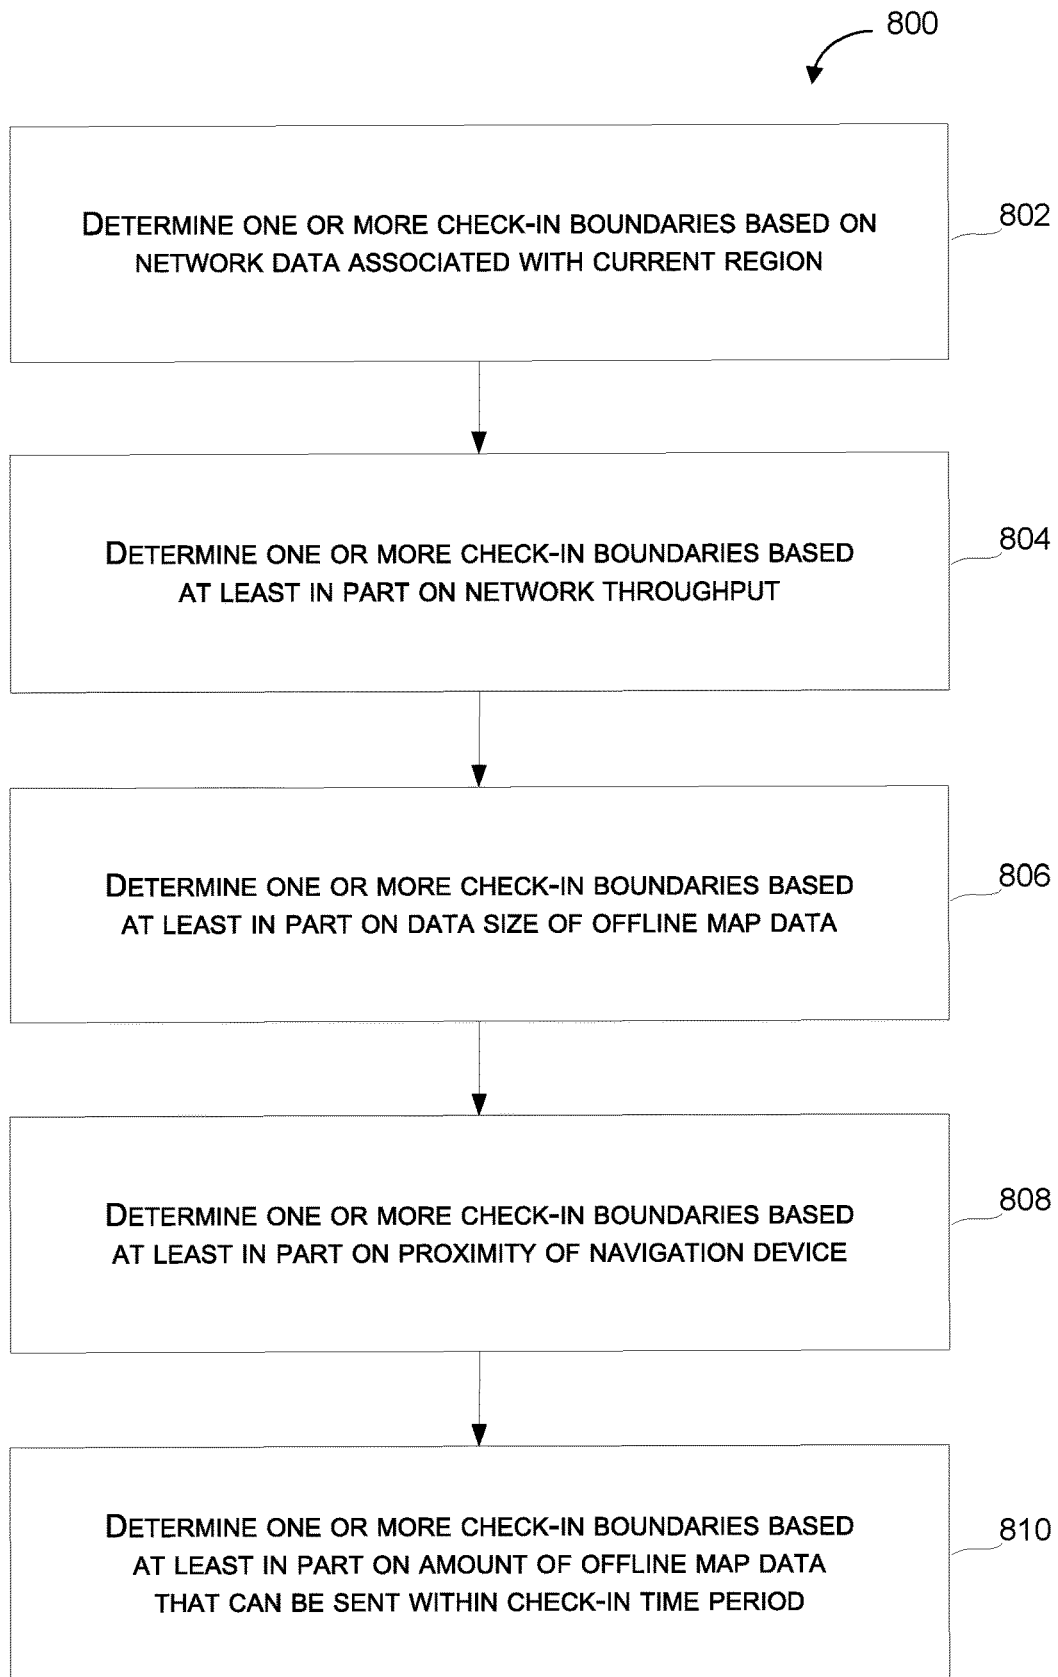 800
DETERMINE ONE OR MORE CHECK-IN BOUNDARIES BASED ON
NETWORK DATA ASSOCIATED WITH CURRENT REGION
802
DETERMINE ONE OR MORE CHECK-IN BOUNDARIES BASED
AT LEAST IN PART ON NETWORK THROUGHPUT
804
DETERMINE ONE OR MORE CHECK-IN BOUNDARIES BASED
AT LEAST IN PART ON DATA SIZE OF OFFLINE MAP DATA
806
DETERMINE ONE OR MORE CHECK-IN BOUNDARIES BASED
AT LEAST IN PART ON PROXIMITY OF NAVIGATION DEVICE
808
DETERMINE ONE OR MORE CHECK-IN BOUNDARIES BASED
AT LEAST IN PART ON AMOUNT OF OFFLINE MAP DATA
THAT CAN BE SENT WITHIN CHECK-IN TIME PERIOD
810